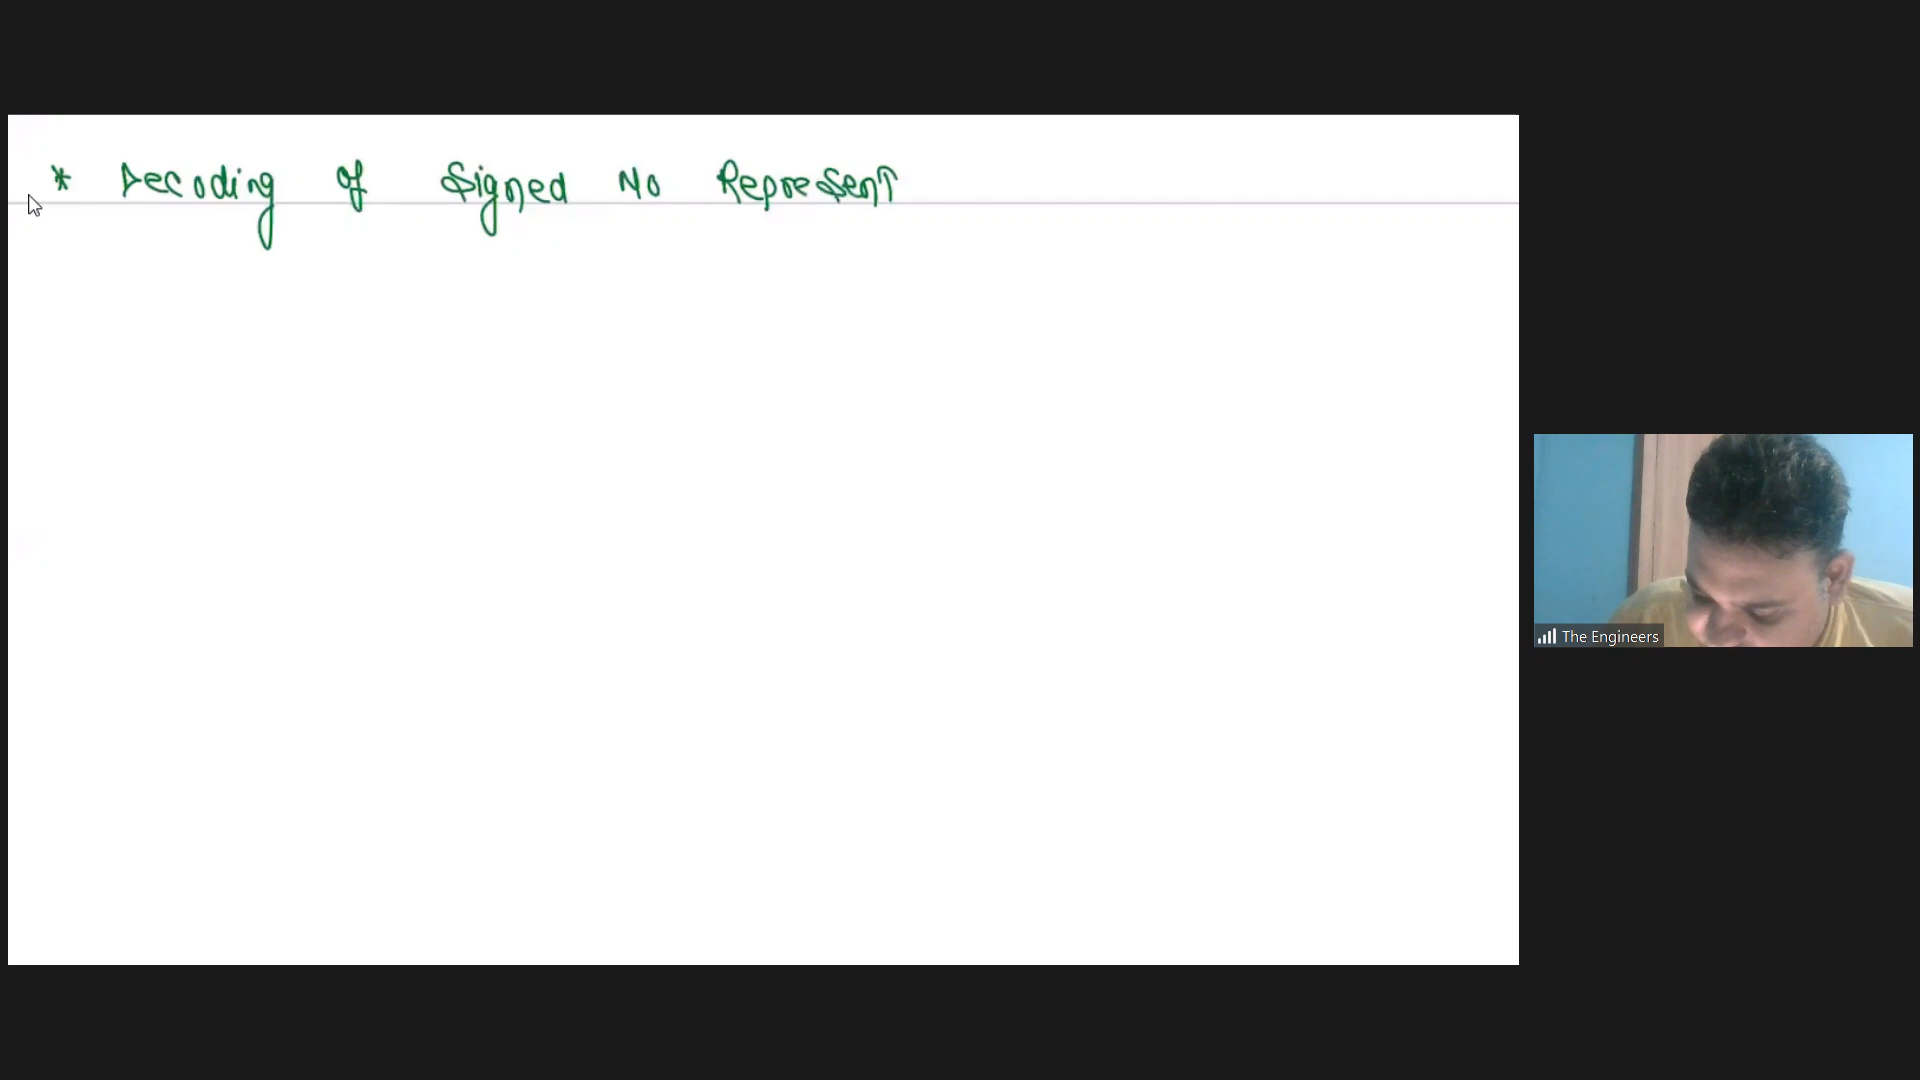 * Decoding of Signed No Represent
The Engineers